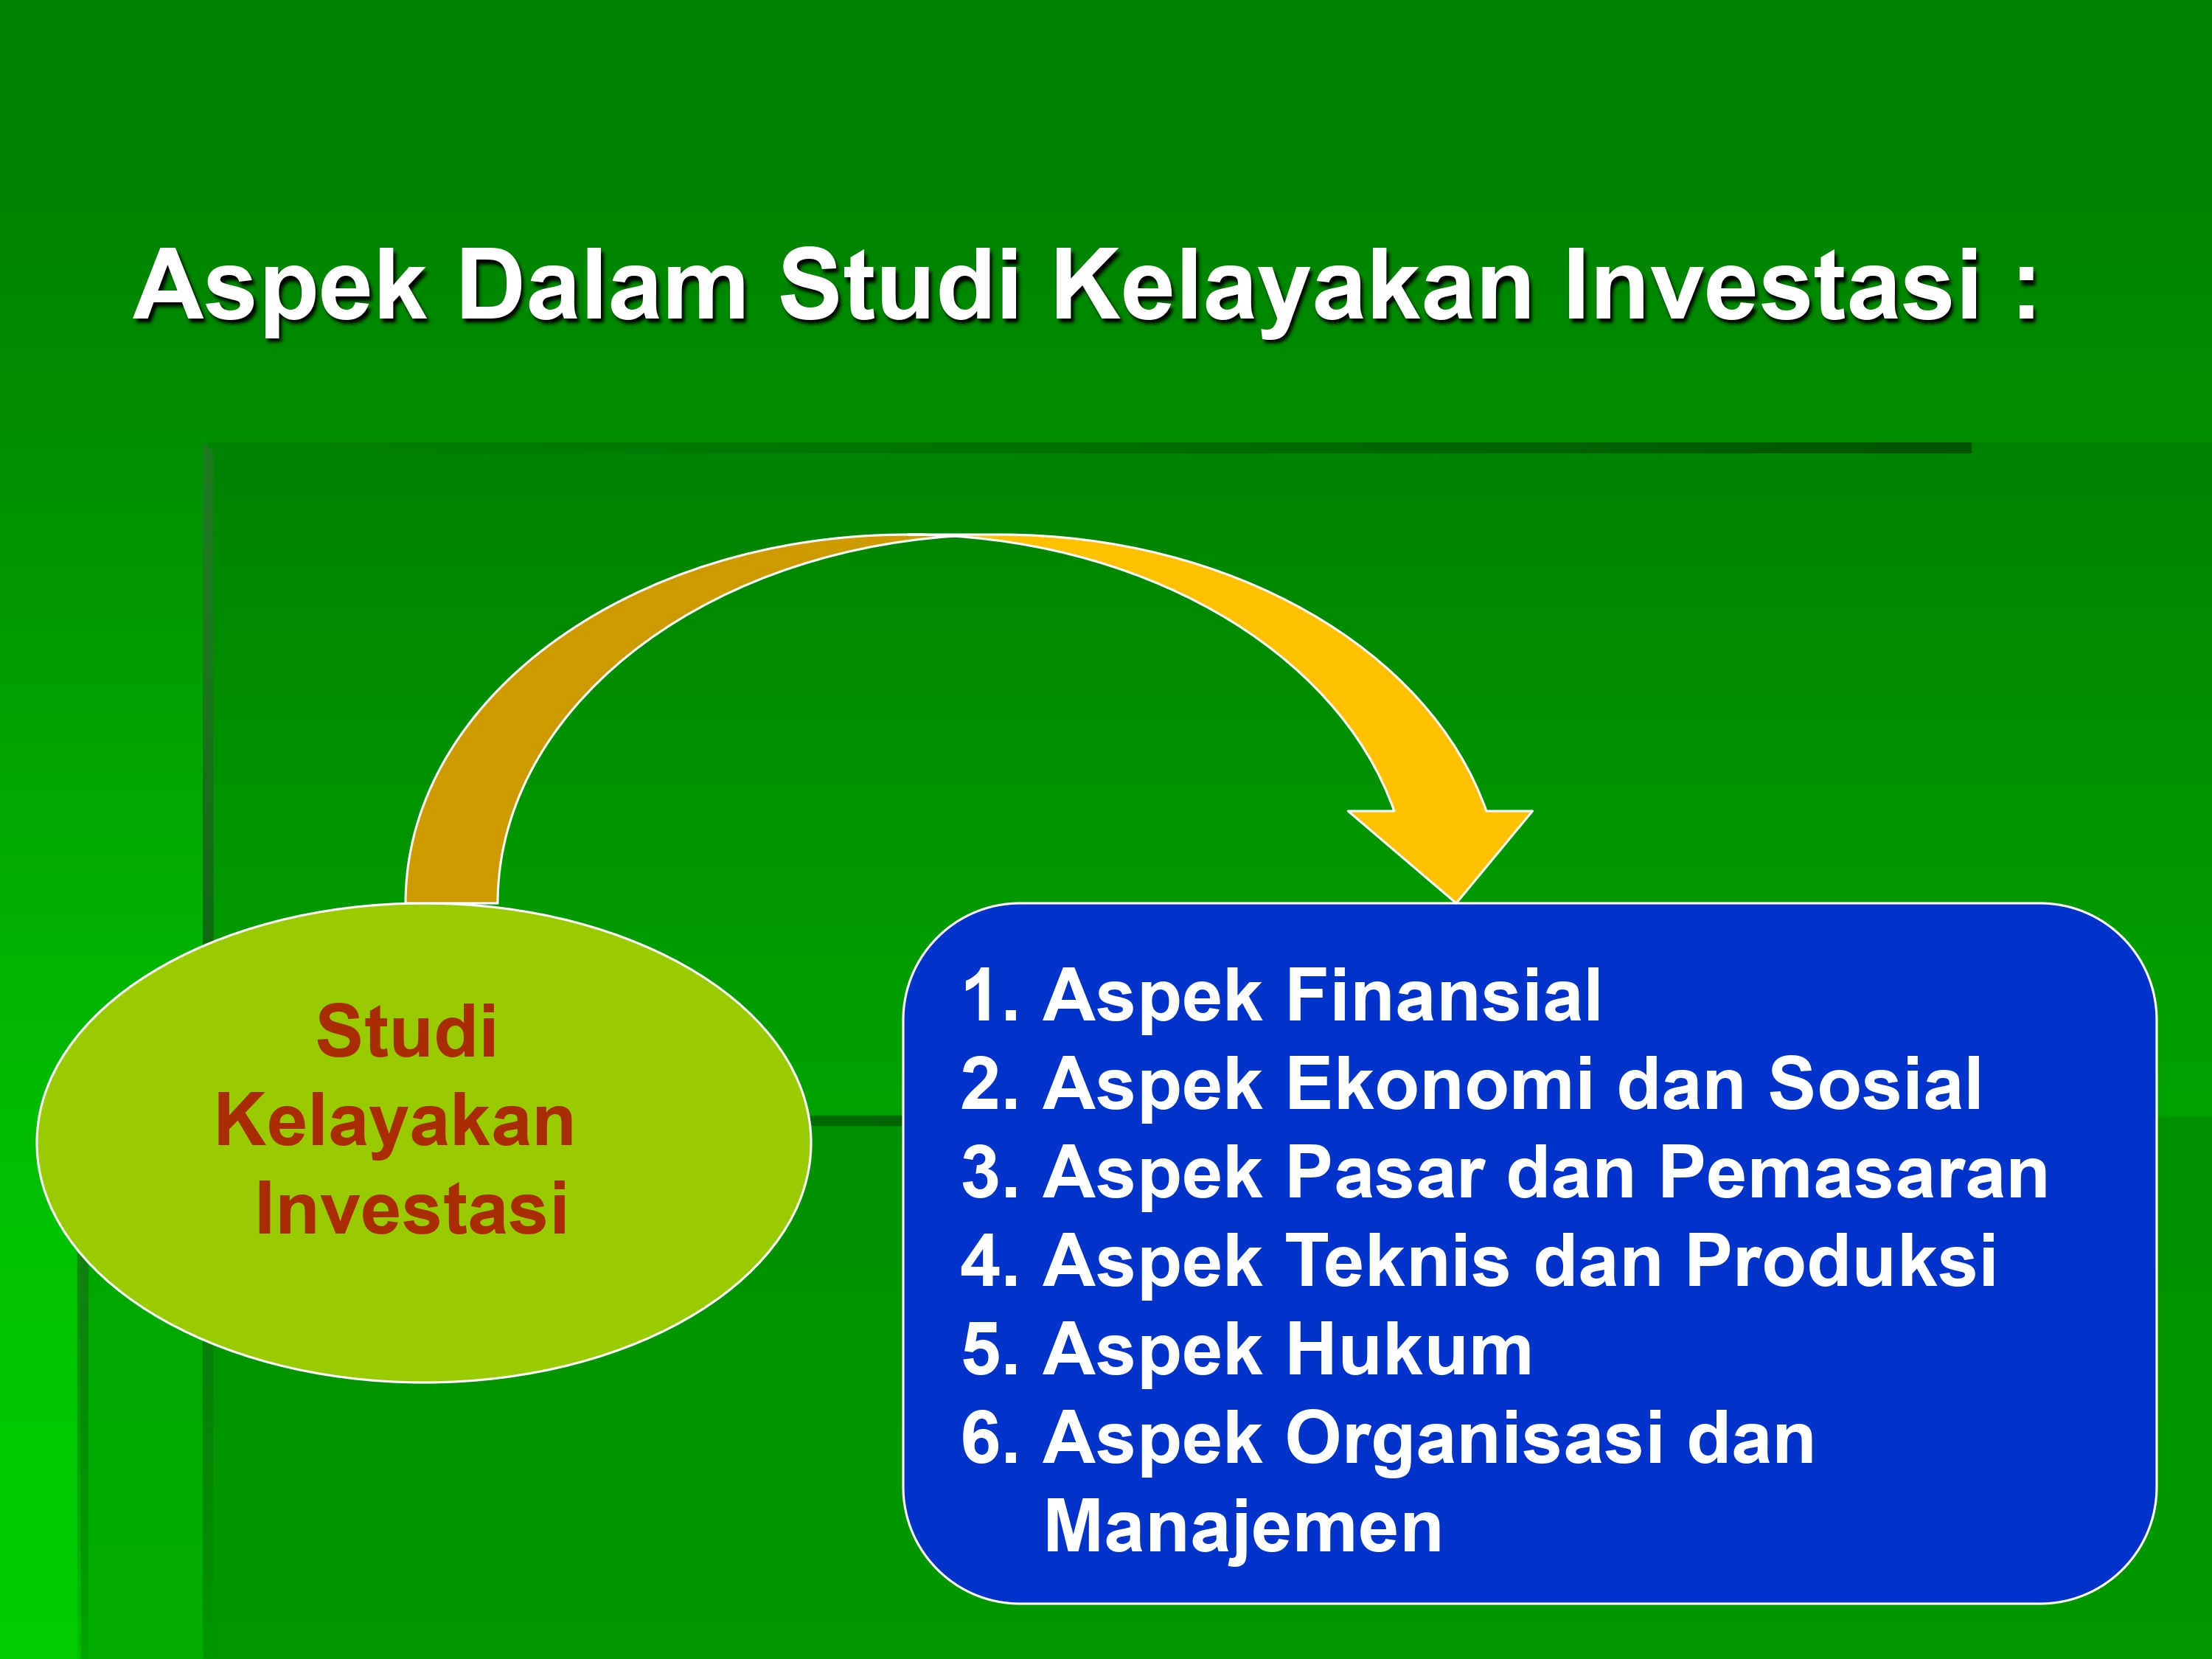 Aspek Dalam Studi Kelayakan Investasi :
Studi
Kelayakan
Investasi
1. Aspek Finansial
2. Aspek Ekonomi dan Sosial
3. Aspek Pasar dan Pemasaran
4. Aspek Teknis dan Produksi
5. Aspek Hukum
6. Aspek Organisasi dan
Manajemen